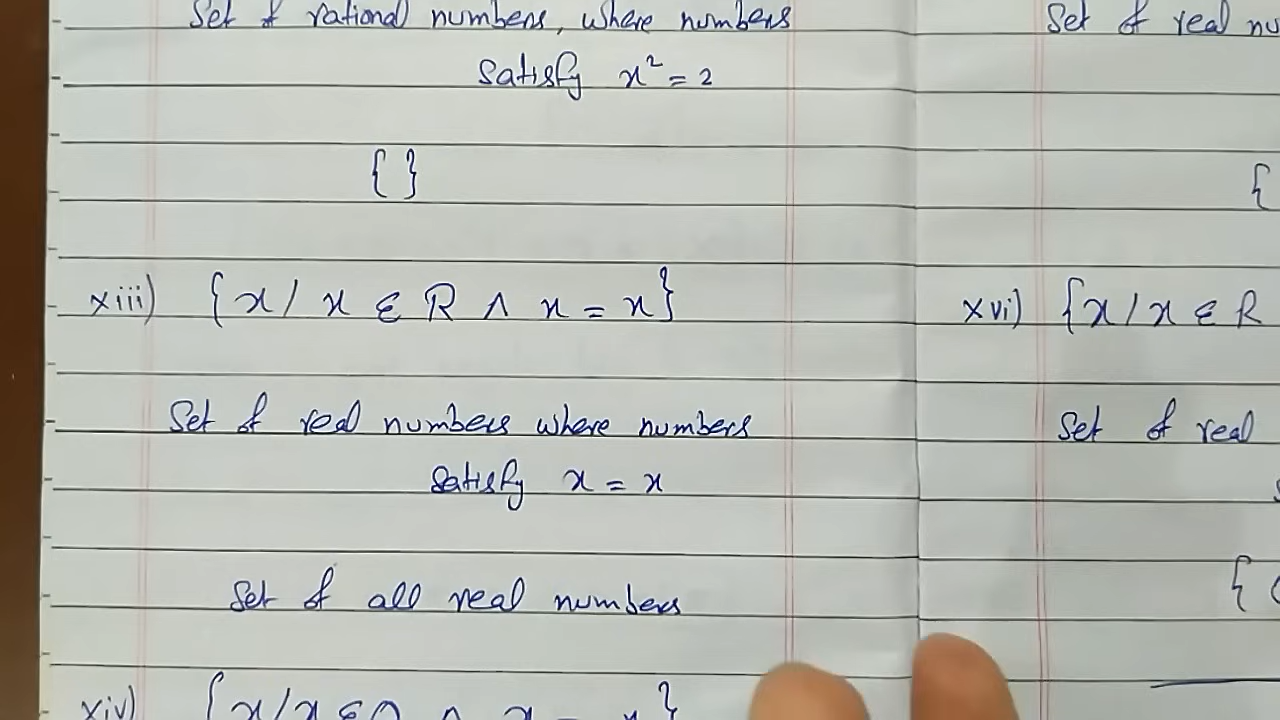 Set of rational numbers, where numbers
satisfy x² = 2
{ }
xiii) {x / x ∈ R ∧ x = x}
Set of real numbers where numbers
satisfy x = x
Set of all real numbers
xiv) {x/x ∈ Q ∧ x = x}
Set of real
{
xvi) {x/x ∈ R
Set of real
{